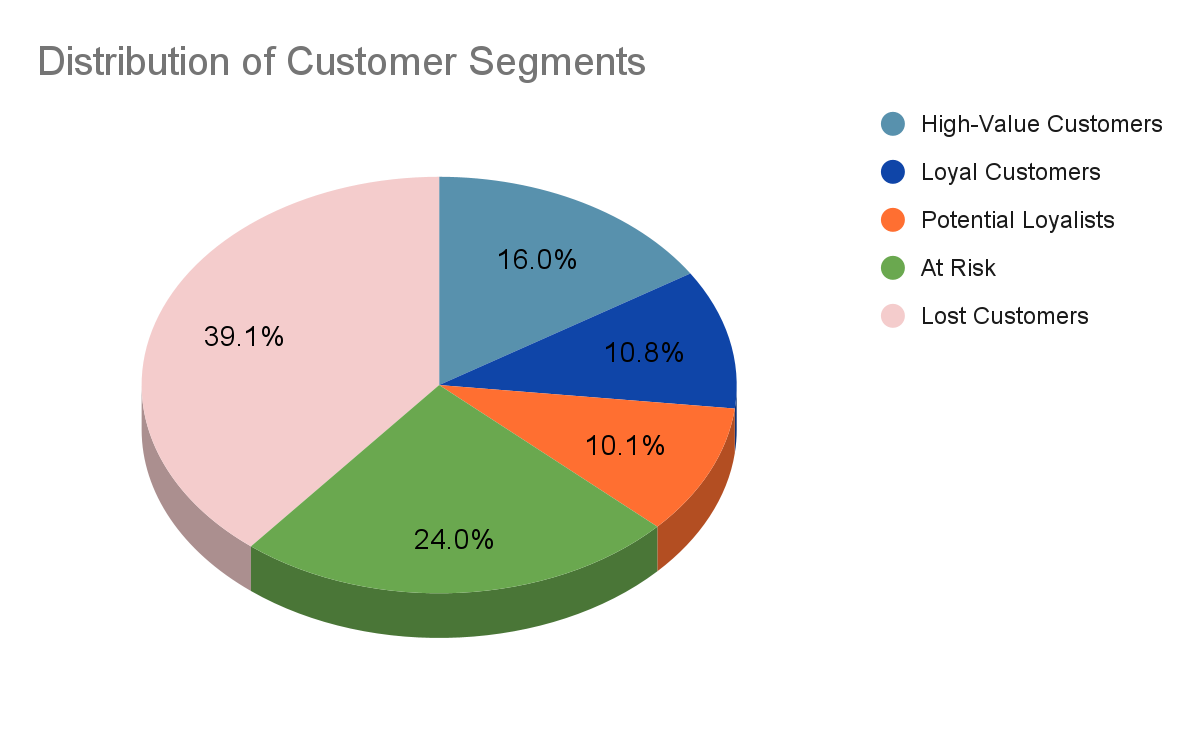 Distribution of Customer Segments
High-Value Customers
Loyal Customers
Potential Loyalists
At Risk
Lost Customers
16.0%
10.8%
10.1%
24.0%
39.1%